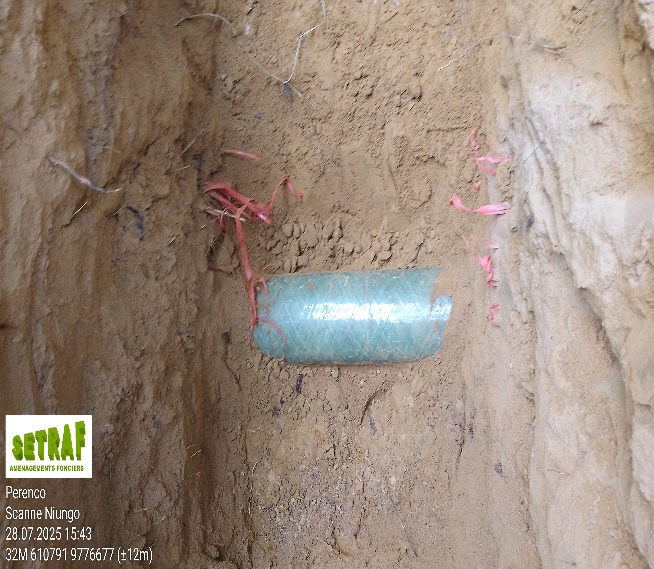 SETRAF
AMENAGEMENTS FONCIERS
Perenco
Scanne Niungo
28.07.2025 15:43
32M 610791 9776677 (±12m)